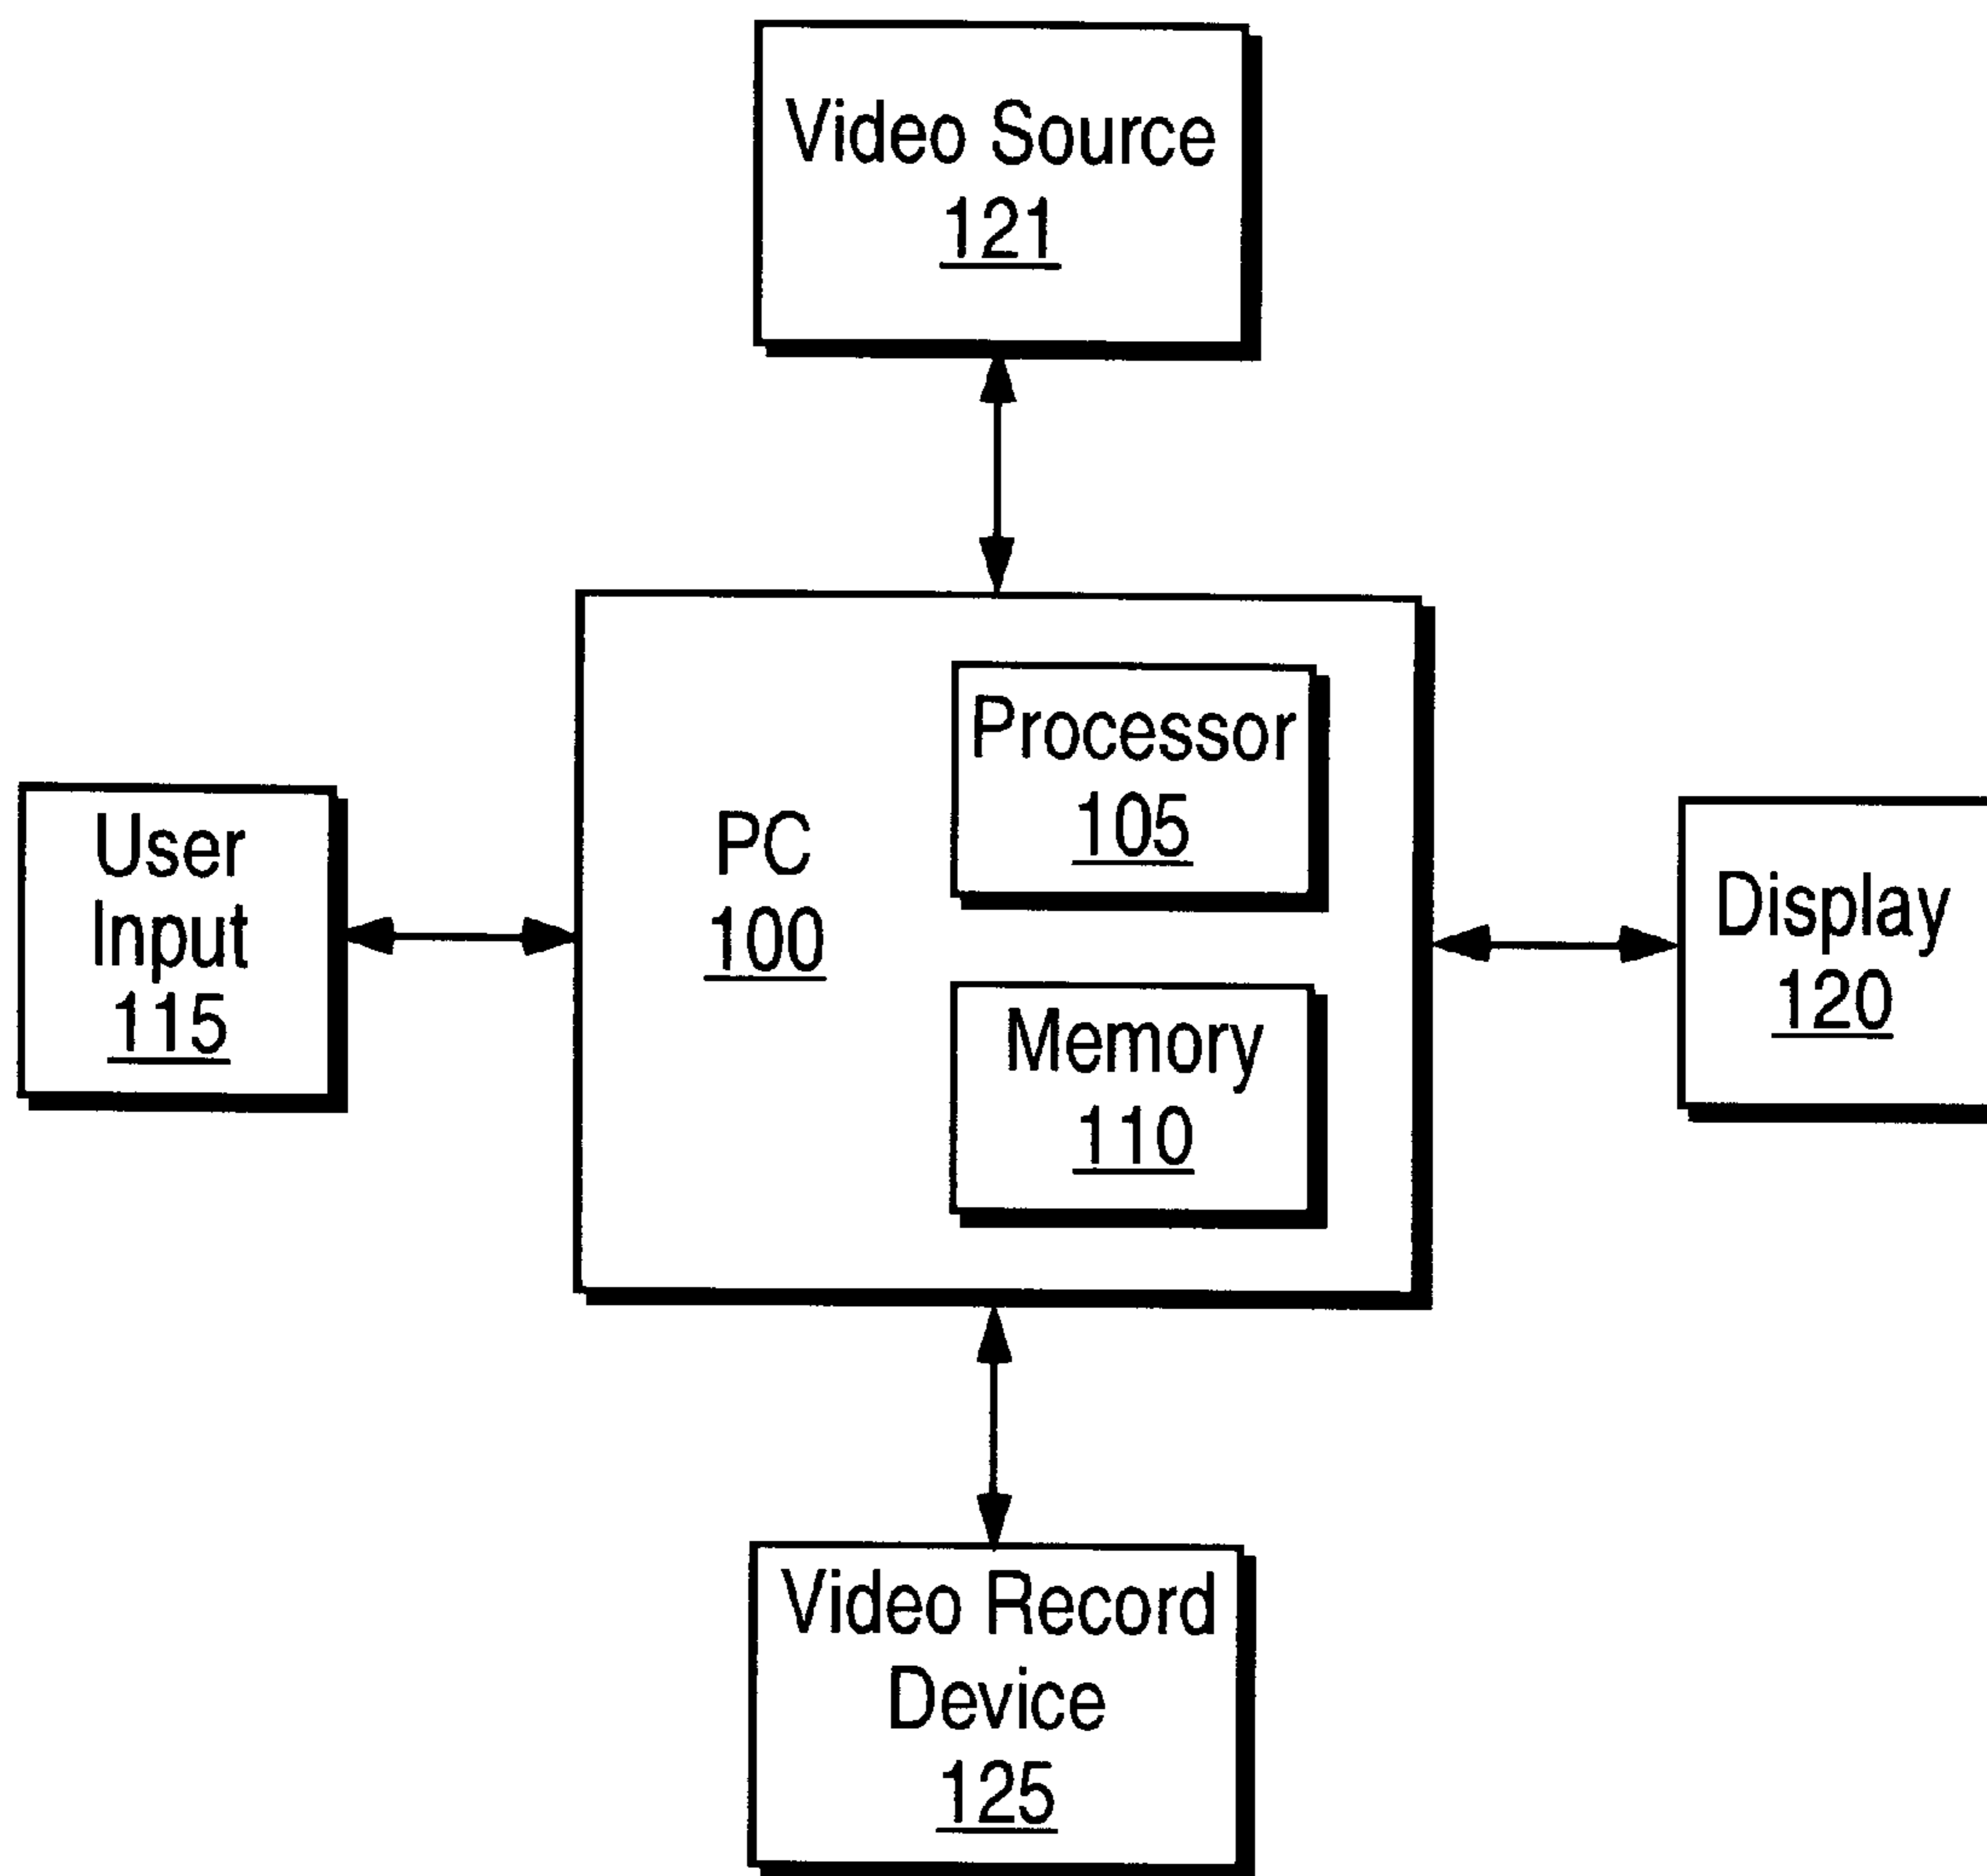 Video Source
121
Processor
105
PC
100
Memory
110
User
Input
115
Display
120
Video Record
Device
125